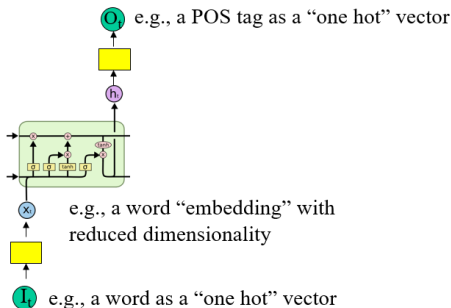 Ot e.g., a POS tag as a “one hot” vector
ht
× + tanh
× ×
σ σ tanh σ
xt e.g., a word “embedding” with
reduced dimensionality
It e.g., a word as a “one hot” vector